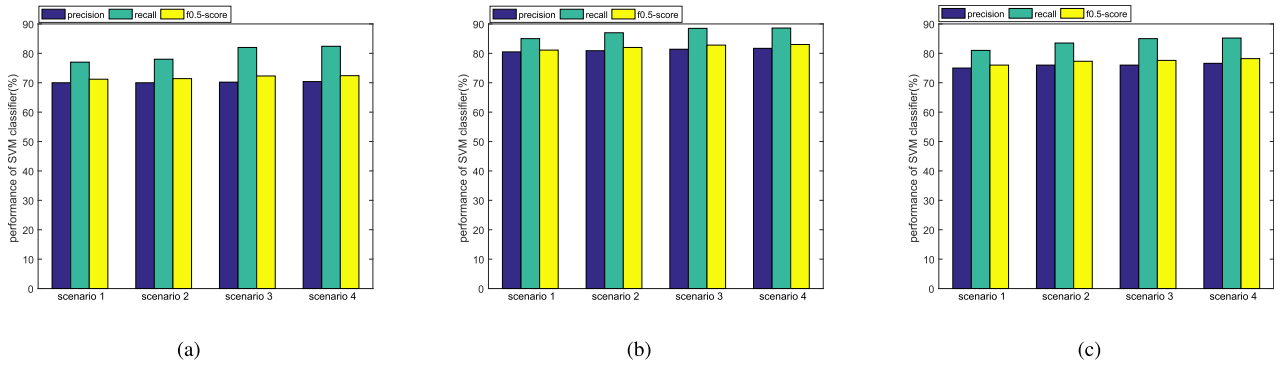 precision recall f0.5-score
90
80
70
60
50
40
30
20
10
0
performance of SVM classifier(%)
scenario 1 scenario 2 scenario 3 scenario 4
(a)
precision recall f0.5-score
90
80
70
60
50
40
30
20
10
0
performance of SVM classifier(%)
scenario 1 scenario 2 scenario 3 scenario 4
(b)
precision recall f0.5-score
90
80
70
60
50
40
30
20
10
0
performance of SVM classifier(%)
scenario 1 scenario 2 scenario 3 scenario 4
(c)